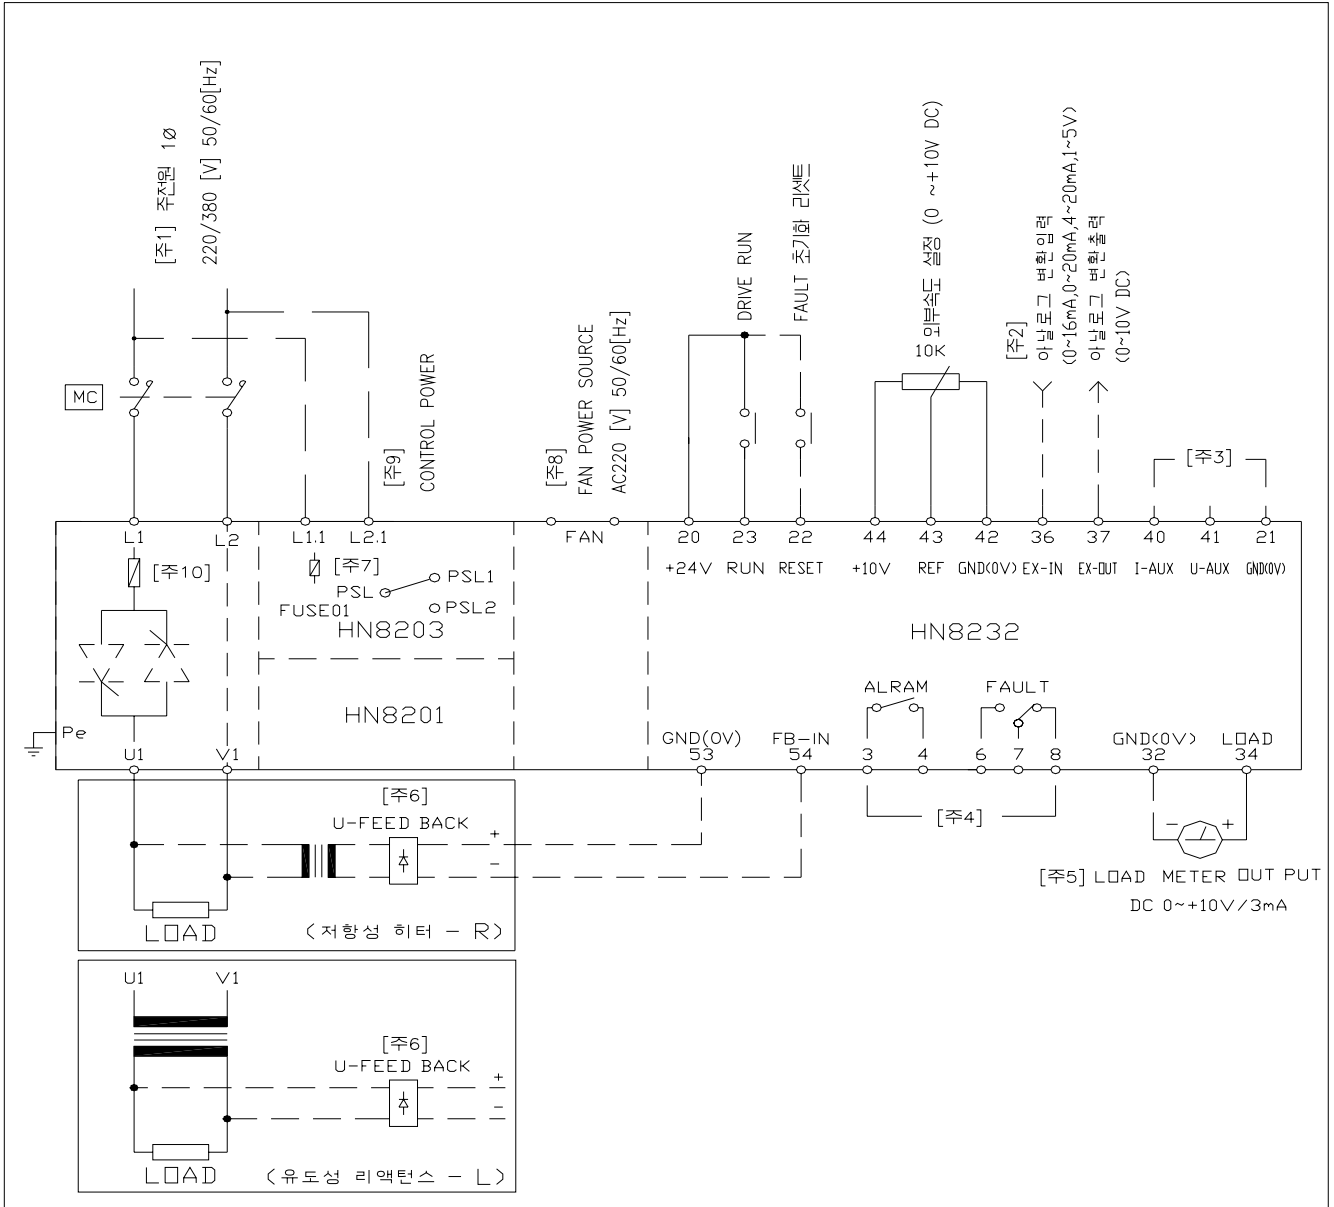 [주1] 주전원 1Ø
220/380 [V] 50/60[Hz]
MC
[주9]
CONTROL POWER
[주8]
FAN POWER SOURCE
AC220 [V] 50/60[Hz]
DRIVE RUN
FAULT 초기화 리셋트
외부속도 설정 (0 ~+10V DC)
10K
[주2]
아날로그 변환입력
(0~16mA,0~20mA,4~20mA,1~5V)
아날로그 변환출력
(0~10V DC)
[주3]
L1 L2 L1.1 L2.1 FAN 20 23 22 44 43 42 36 37 40 41 21
+24V RUN RESET +10V REF GND(0V) EX-IN EX-OUT I-AUX U-AUX GND(0V)
[주10]
[주7]
FUSE01
PSL
PSL1
PSL2
HN8203
HN8201
HN8232
Pe
ALRAM
FAULT
GND(0V) FB-IN GND(0V) LOAD
U1 V1 53 54 3 4 6 7 8 32 34
[주6]
U-FEED BACK
+
-
LOAD
(저항성 히터 - R)
[주4]
- +
[주5] LOAD METER OUT PUT
DC 0~+10V/3mA
U1 V1
[주6]
U-FEED BACK
+
-
LOAD
(유도성 리액턴스 - L)